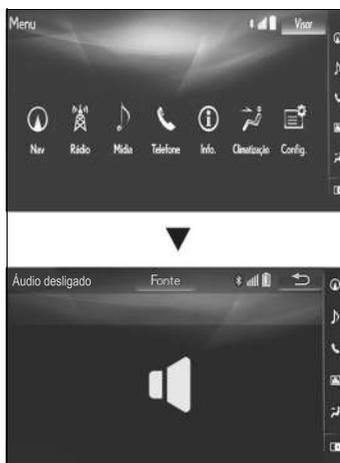 Menu Visor
Nav Rádio Mídia Telefone Info. Climatização Config.
Áudio desligado Fonte